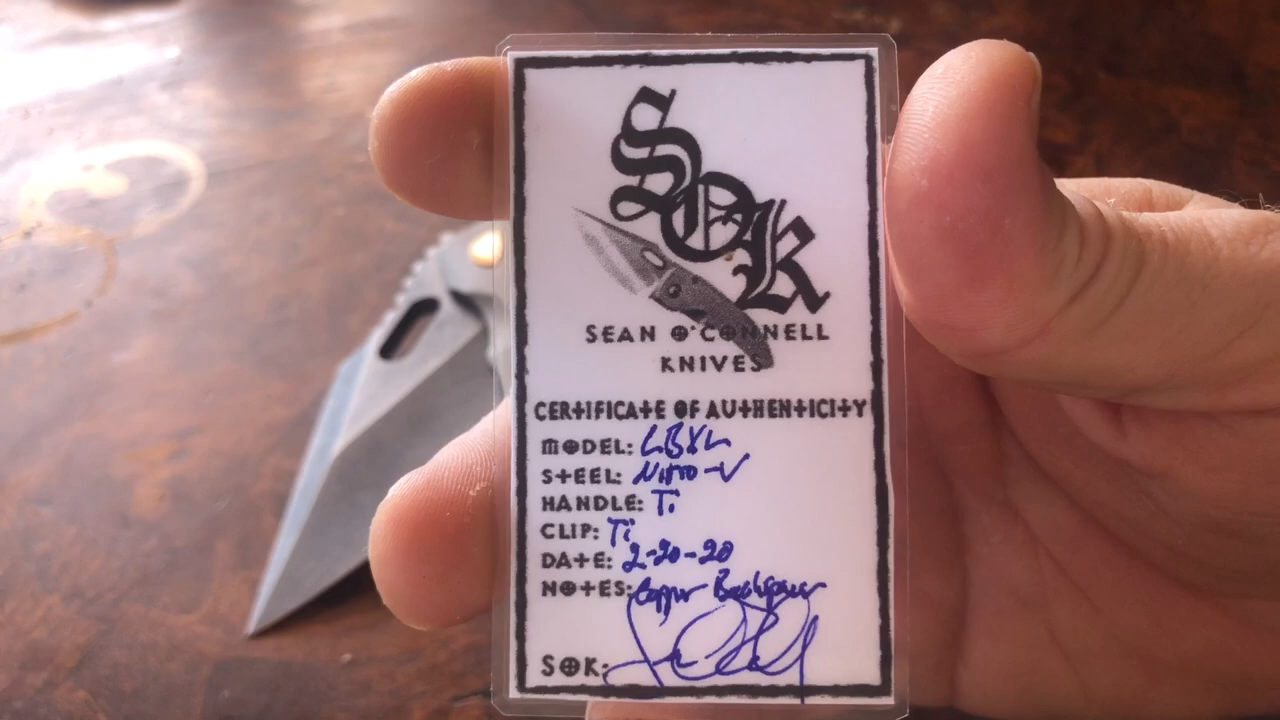 SOK
SEAN O'CONNELL
KNIVES
CERTIFICATE OF AUTHENTICITY
MODEL: LBXL
STEEL: Nitro-V
HANDLE: Ti
CLIP: Ti
DATE: 2-20-20
NOTES: Copper Backspacer
SOK: